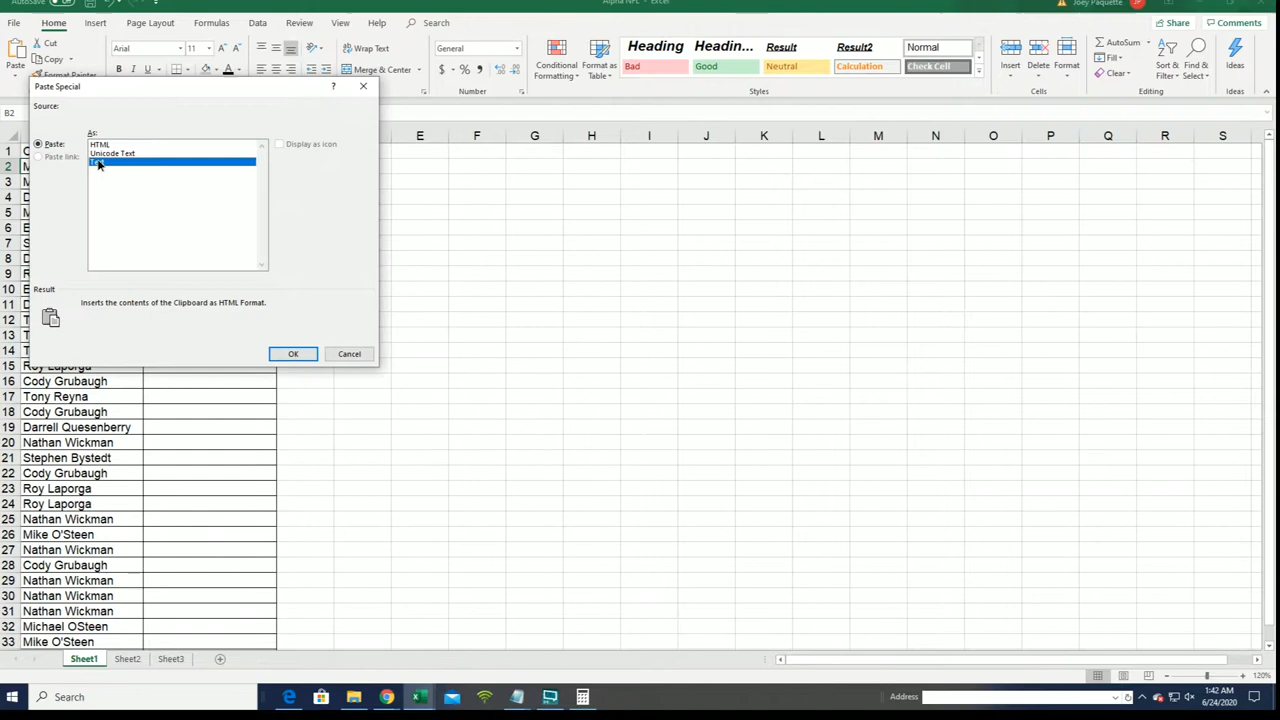 AutoSave Off
Alpha NFL - Excel
Joey Paquette JP
File Home Insert Page Layout Formulas Data Review View Help Search Share Comments
Paste Cut Arial 11 Wrap Text General Conditional Formatting Format as Table Heading Headin... Result Result2 Normal Insert Delete Format AutoSum Sort & Filter Find & Select Ideas
Copy Fill
Format Painter B I U Merge & Center $ % Bad Good Neutral Calculation Check Cell Clear
Number Styles Cells Editing Ideas
Paste Special ?
B2
Source:
As:
Paste:
Paste link:
HTML
Unicode Text
Display as icon
Result
Inserts the contents of the Clipboard as HTML Format.
OK Cancel
E F G H I J K L M N O P Q R S
1
2 M
3 M
4 D
5 M
6 E
7 S
8 D
9 R
10 E
11 D
12 T
13 T
14 T
15 Roy Laporga
16 Cody Grubaugh
17 Tony Reyna
18 Cody Grubaugh
19 Darrell Quesenberry
20 Nathan Wickman
21 Stephen Bystedt
22 Cody Grubaugh
23 Roy Laporga
24 Roy Laporga
25 Nathan Wickman
26 Mike O'Steen
27 Nathan Wickman
28 Cody Grubaugh
29 Nathan Wickman
30 Nathan Wickman
31 Nathan Wickman
32 Michael OSteen
33 Mike O'Steen
Sheet1 Sheet2 Sheet3
120%
Search
Address
1:42 AM
6/24/2020